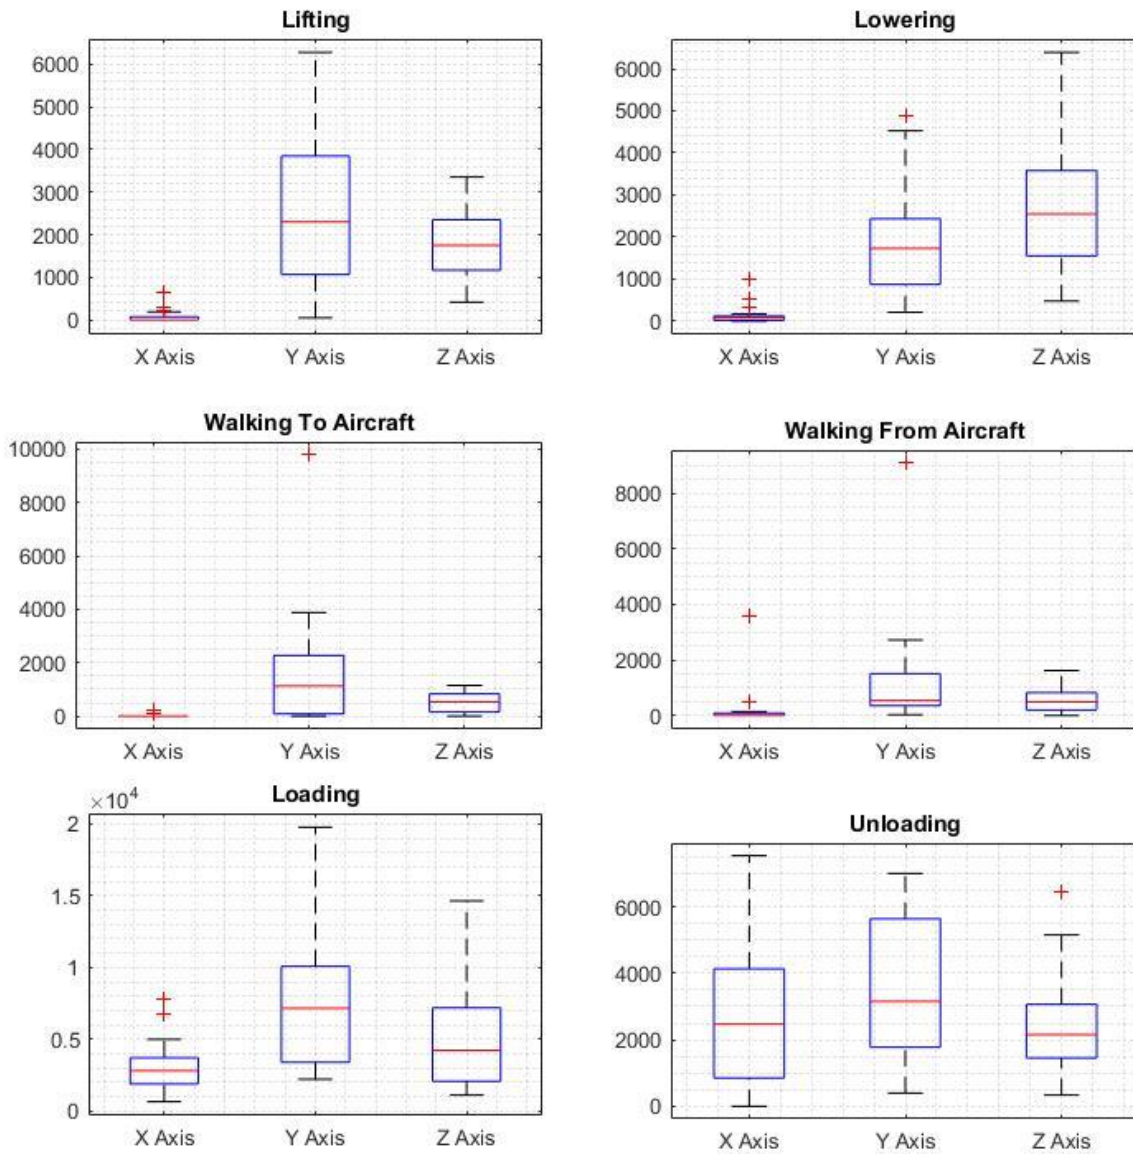 Lifting
6000
5000
4000
3000
2000
1000
0
X Axis Y Axis Z Axis
Lowering
6000
5000
4000
3000
2000
1000
0
X Axis Y Axis Z Axis
Walking To Aircraft
10000
8000
6000
4000
2000
0
X Axis Y Axis Z Axis
Walking From Aircraft
8000
6000
4000
2000
0
X Axis Y Axis Z Axis
Loading
×10⁴
2
1.5
1
0.5
0
X Axis Y Axis Z Axis
Unloading
6000
4000
2000
0
X Axis Y Axis Z Axis